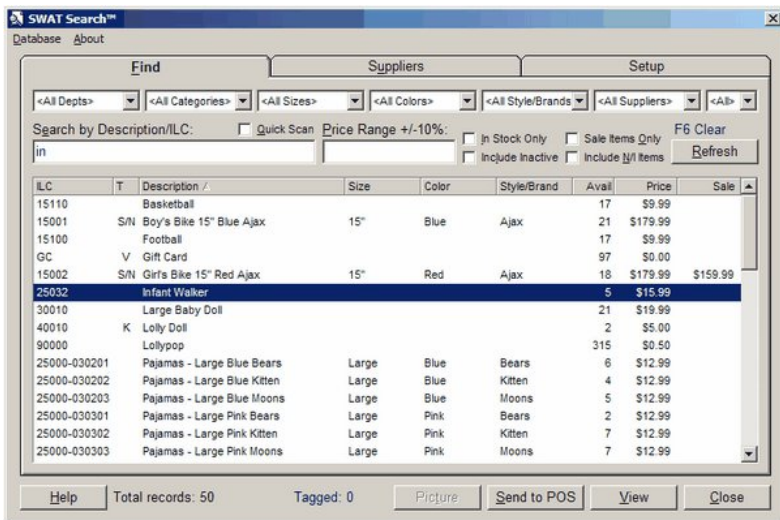 SWAT Search™
Database About
Find Suppliers Setup
<All Depts> <All Categories> <All Sizes> <All Colors> <All Style/Brands <All Suppliers> <All>
Search by Description/ILC: Quick Scan Price Range +/-10%: In Stock Only Sale Items Only F6 Clear
in Include Inactive Include N/I Items Refresh
ILC T Description Size Color Style/Brand Avail Price Sale
15110 Basketball 17 $9.99
15001 S/N Boy's Bike 15" Blue Ajax 15" Blue Ajax 21 $179.99
15100 Football 17 $9.99
GC V Gift Card 97 $0.00
15002 S/N Girl's Bike 15" Red Ajax 15" Red Ajax 18 $179.99 $159.99
25032 Infant Walker 5 $15.99
30010 Large Baby Doll 21 $19.99
40010 K Lolly Doll 2 $5.00
90000 Lollypop 315 $0.50
25000-030201 Pajamas - Large Blue Bears Large Blue Bears 6 $12.99
25000-030202 Pajamas - Large Blue Kitten Large Blue Kitten 4 $12.99
25000-030203 Pajamas - Large Blue Moons Large Blue Moons 5 $12.99
25000-030301 Pajamas - Large Pink Bears Large Pink Bears 2 $12.99
25000-030302 Pajamas - Large Pink Kitten Large Pink Kitten 7 $12.99
25000-030303 Pajamas - Large Pink Moons Large Pink Moons 7 $12.99
Help Total records: 50 Tagged: 0 Picture Send to POS View Close